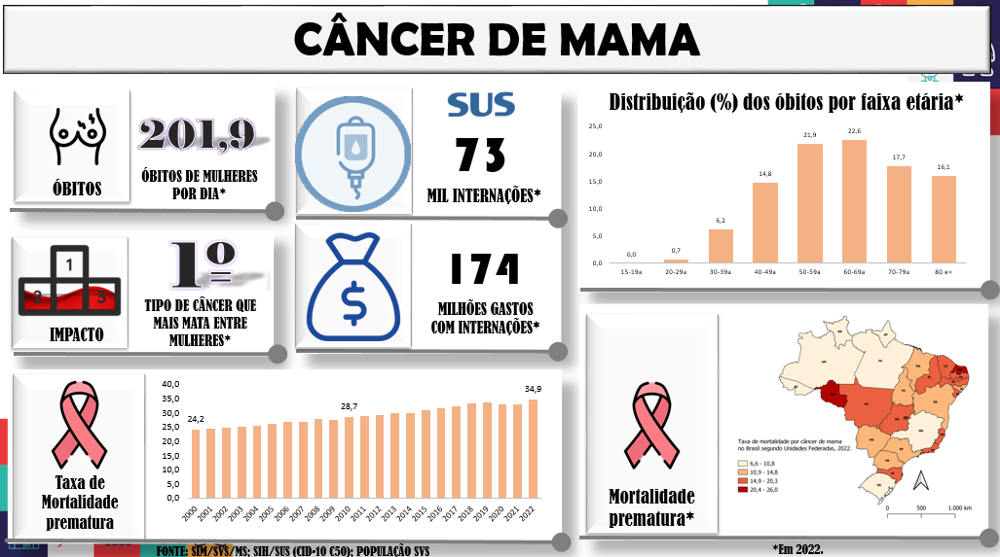 CÂNCER DE MAMA
ÓBITOS
201,9
ÓBITOS DE MULHERES
POR DIA*
SUS
73
MIL INTERNAÇÕES*
IMPACTO
1
2
3
1º
TIPO DE CÂNCER QUE
MAIS MATA ENTRE
MULHERES*
$
174
MILHÕES GASTOS
COM INTERNAÇÕES*
Distribuição (%) dos óbitos por faixa etária*
25,0
20,0
15,0
10,0
5,0
0,0
0,0
0,7
6,2
14,8
21,9
22,6
17,7
16,1
15-19a
20-29a
30-39a
40-49a
50-59a
60-69a
70-79a
80 e+
Taxa de
Mortalidade
prematura
40,0
35,0
30,0
25,0
20,0
15,0
10,0
5,0
0,0
24,2
28,7
34,9
2000
2001
2002
2003
2004
2005
2006
2007
2008
2009
2010
2011
2012
2013
2014
2015
2016
2017
2018
2019
2020
2021
2022
Mortalidade
prematura*
Taxa de mortalidade por câncer de mama
no Brasil segundo Unidades Federadas, 2022.
6,6 - 10,8
10,9 - 14,8
14,9 - 20,3
20,4 - 26,0
0 500 1.000 km
FONTE: SIM/SVS/MS; SIH/SUS (CID-10 C50); POPULAÇÃO SVS
*Em 2022.